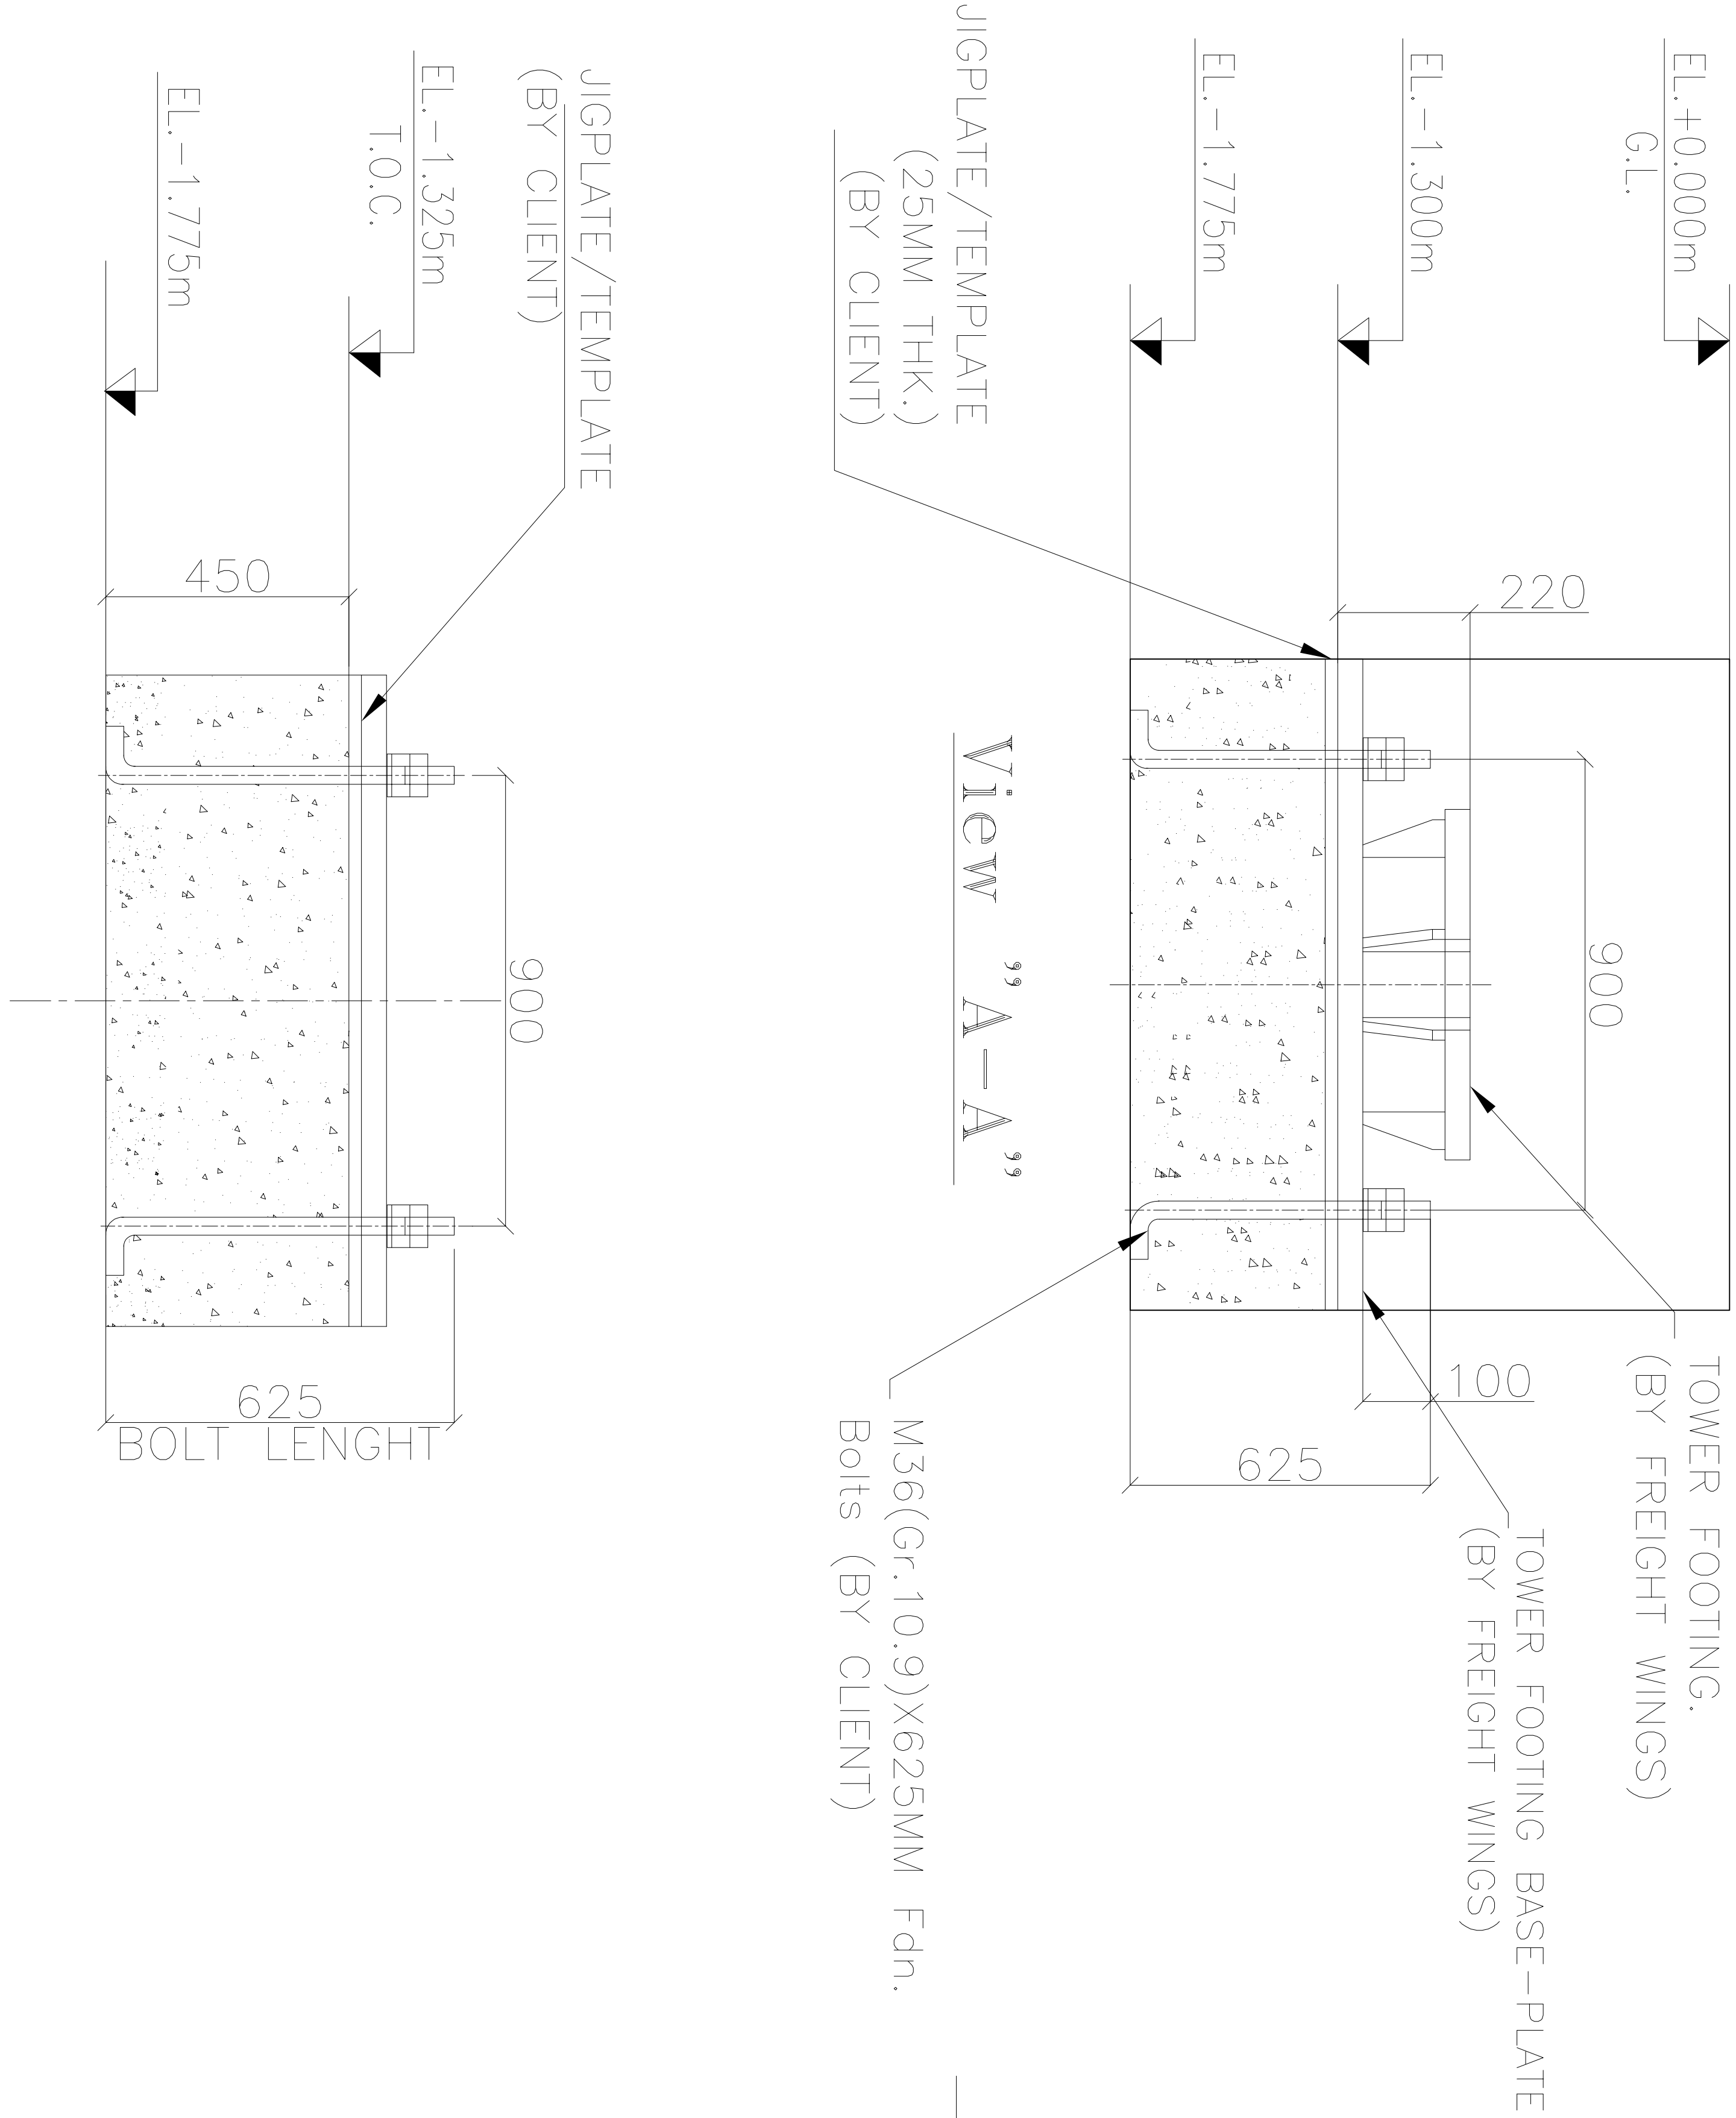 EL.+0.000m
G.L.
EL.-1.300m
EL.-1.775m
JIGPLATE/TEMPLATE
(25MM THK.)
(BY CLIENT)
220
900
100
625
TOWER FOOTING.
(BY FREIGHT WINGS)
TOWER FOOTING BASE-PLATE
(BY FREIGHT WINGS)
M36(Gr.10.9)X625MM Fdn.
Bolts (BY CLIENT)
View "A-A"
JIGPLATE/TEMPLATE
(BY CLIENT)
EL.-1.325m
T.O.C.
EL.-1.775m
450
900
625
BOLT LENGHT